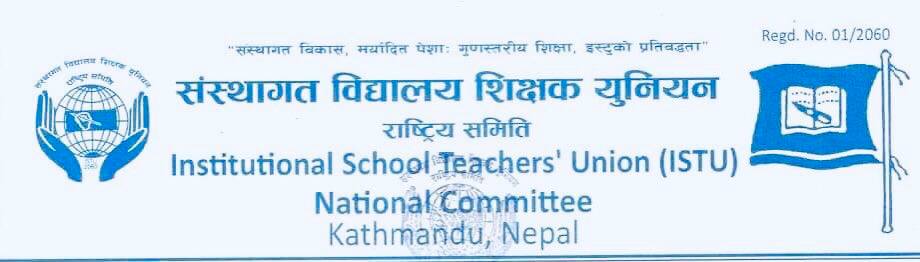 Regd. No. 01/2060
"संस्थागत विकास, मर्यादित पेशाः गुणस्तरीय शिक्षा, इस्टुको प्रतिवद्धता"
संस्थागत विद्यालय शिक्षक युनियन
राष्ट्रिय समिति
संस्थागत विद्यालय शिक्षक युनियन
राष्ट्रिय समिति
Institutional School Teachers' Union (ISTU)
National Committee
Kathmandu, Nepal